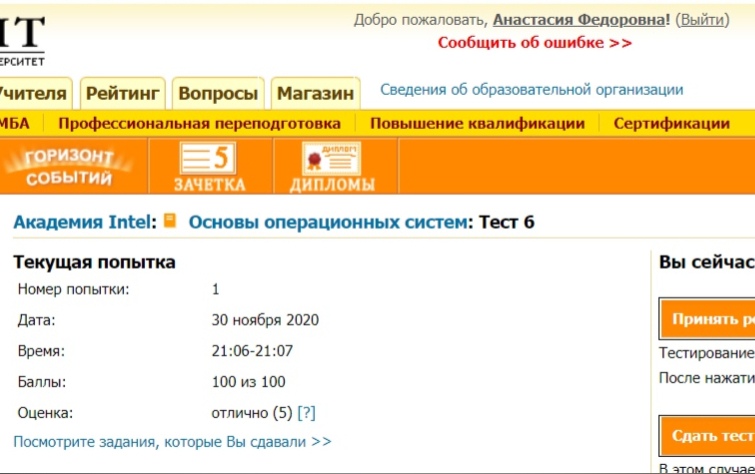 ИТ
ЕРСИТЕТ
Добро пожаловать, Анастасия Федоровна! (Выйти)
Сообщить об ошибке >>
Учителя Рейтинг Вопросы Магазин Сведения об образовательной организации
МБА Профессиональная переподготовка Повышение квалификации Сертификации
ГОРИЗОНТ СОБЫТИЙ
5 ЗАЧЕТКА
ДИПЛОМ ДИПЛОМЫ
Академия Intel: Основы операционных систем: Тест 6
Текущая попытка
Номер попытки: 1
Дата: 30 ноября 2020
Время: 21:06-21:07
Баллы: 100 из 100
Оценка: отлично (5) [?]
Посмотрите задания, которые Вы сдавали >>
Вы сейчас
Принять ре
Тестирование
После нажати
Сдать тест
В этом случае